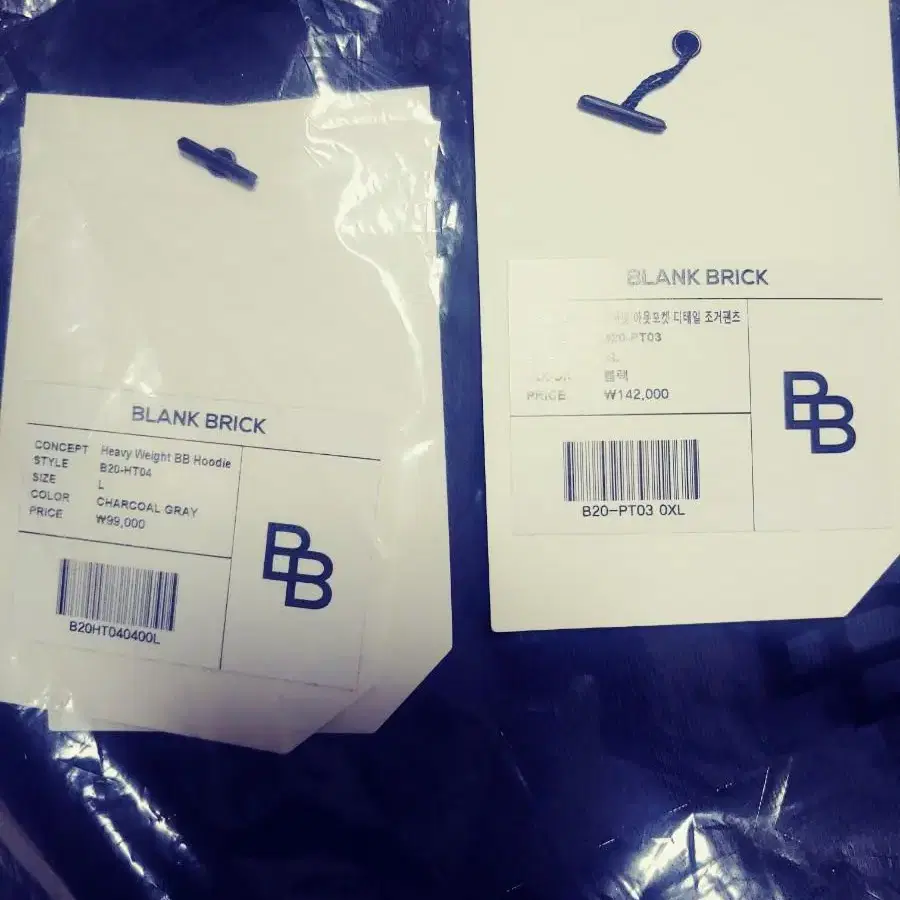 BLANK BRICK
CONCEPT Heavy Weight BB Hoodie
STYLE B20-HT04
SIZE L
COLOR CHARCOAL GRAY
PRICE ₩99,000
B20HT040400L
BB
BLANK BRICK
아웃포켓 디테일 조거팬츠
B20-PT03
XL
블랙
PRICE ₩142,000
B20-PT03 0XL
BB